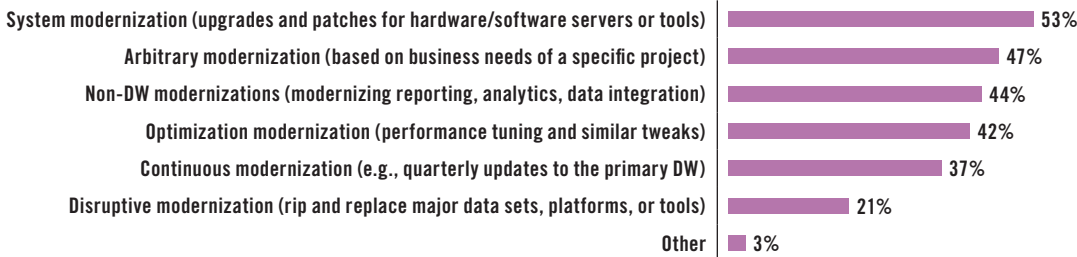 System modernization (upgrades and patches for hardware/software servers or tools) 53%
Arbitrary modernization (based on business needs of a specific project) 47%
Non-DW modernizations (modernizing reporting, analytics, data integration) 44%
Optimization modernization (performance tuning and similar tweaks) 42%
Continuous modernization (e.g., quarterly updates to the primary DW) 37%
Disruptive modernization (rip and replace major data sets, platforms, or tools) 21%
Other 3%